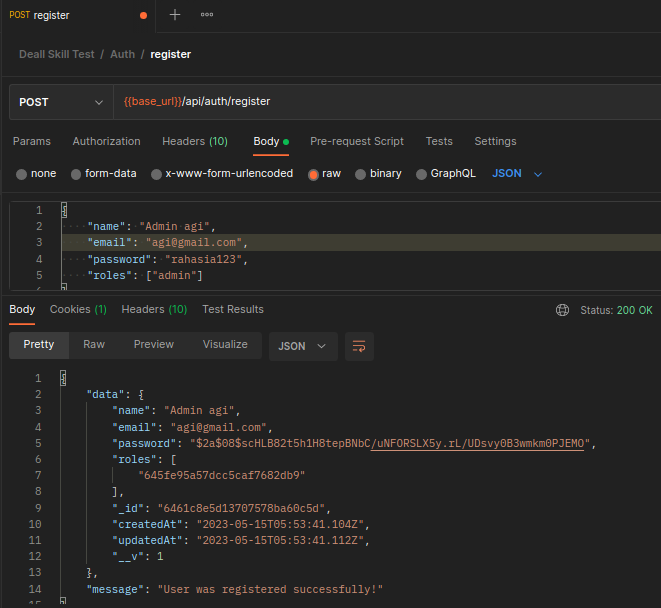 POST register
Deall Skill Test / Auth / register
POST {{base_url}}/api/auth/register
Params Authorization Headers (10) Body Pre-request Script Tests Settings
none form-data x-www-form-urlencoded raw binary GraphQL JSON
1 {
2 "name": "Admin agi",
3 "email": "agi@gmail.com",
4 "password": "rahasia123",
5 "roles": ["admin"]
6 }
Body Cookies (1) Headers (10) Test Results Status: 200 OK
Pretty Raw Preview Visualize JSON
1 {
2 "data": {
3 "name": "Admin agi",
4 "email": "agi@gmail.com",
5 "password": "$2a$08$scHLB82t5h1H8tepBNbC/uNFORSLX5y.rL/UDsvy0B3wmkm0PJEMO",
6 "roles": [
7 "645fe95a57dcc5caf7682db9"
8 ],
9 "_id": "6461c8e5d13707578ba60c5d",
10 "createdAt": "2023-05-15T05:53:41.104Z",
11 "updatedAt": "2023-05-15T05:53:41.112Z",
12 "__v": 1
13 },
14 "message": "User was registered successfully!"
15 }